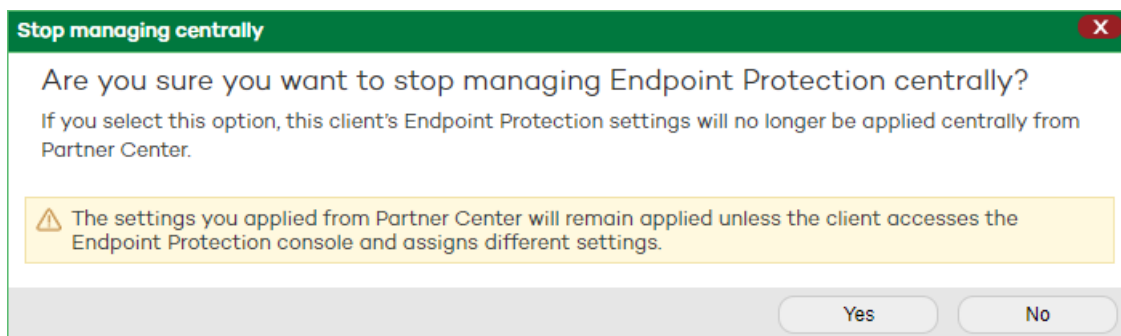 Stop managing centrally
X
Are you sure you want to stop managing Endpoint Protection centrally?
If you select this option, this client's Endpoint Protection settings will no longer be applied centrally from
Partner Center.
The settings you applied from Partner Center will remain applied unless the client accesses the
Endpoint Protection console and assigns different settings.
Yes
No